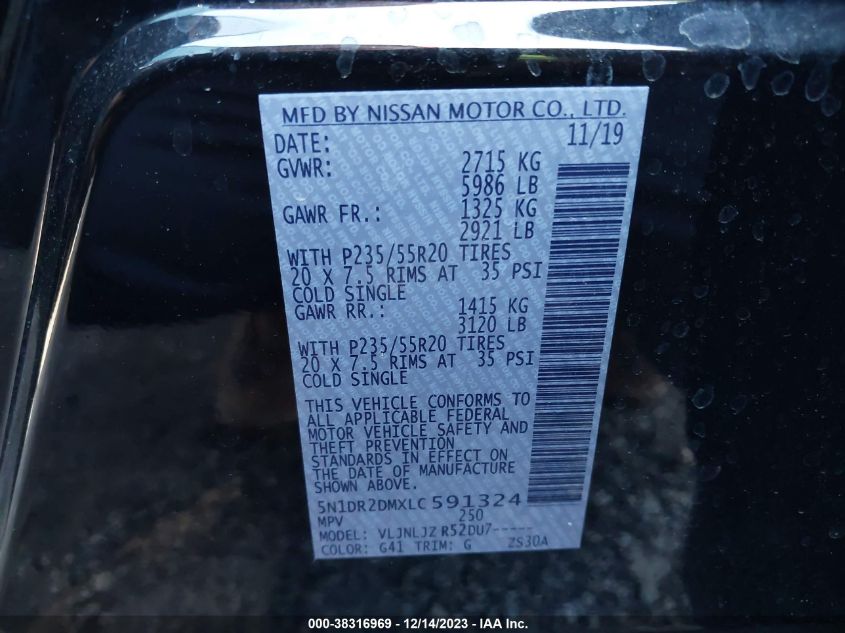 MFD BY NISSAN MOTOR CO., LTD.
DATE: 11/19
GVWR: 2715 KG
5986 LB
GAWR FR.: 1325 KG
2921 LB
WITH P235/55R20 TIRES
20 X 7.5 RIMS AT 35 PSI
COLD SINGLE
GAWR RR.: 1415 KG
3120 LB
WITH P235/55R20 TIRES
20 X 7.5 RIMS AT 35 PSI
COLD SINGLE
THIS VEHICLE CONFORMS TO
ALL APPLICABLE FEDERAL
MOTOR VEHICLE SAFETY AND
THEFT PREVENTION
STANDARDS IN EFFECT ON
THE DATE OF MANUFACTURE
SHOWN ABOVE.
5N1DR2DMXLC591324
MPV 250
MODEL: VLJNLJZ R52DU7-----
COLOR: G41 TRIM: G ZS30A
000-38316969 - 12/14/2023 - IAA Inc.